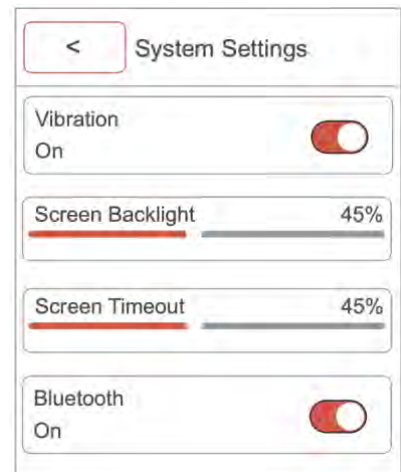 < System Settings
Vibration
On
Screen Backlight 45%
Screen Timeout 45%
Bluetooth
On